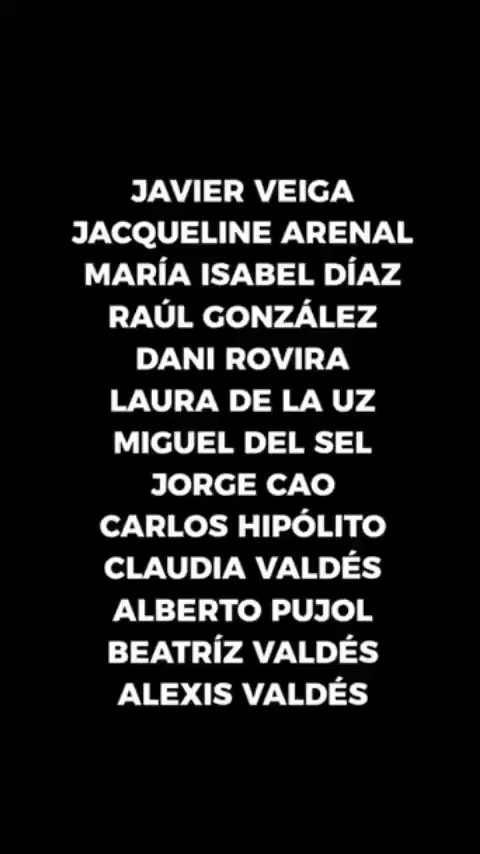 JAVIER VEIGA
JACQUELINE ARENAL
MARÍA ISABEL DÍAZ
RAÚL GONZÁLEZ
DANI ROVIRA
LAURA DE LA UZ
MIGUEL DEL SEL
JORGE CAO
CARLOS HIPÓLITO
CLAUDIA VALDÉS
ALBERTO PUJOL
BEATRÍZ VALDÉS
ALEXIS VALDÉS